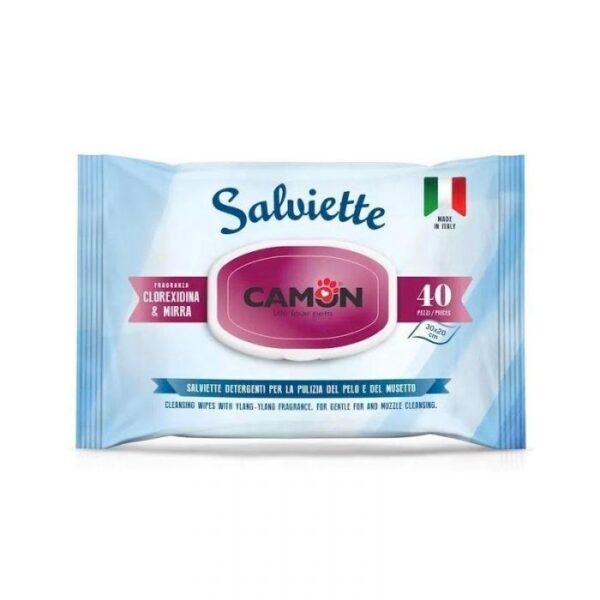 Salviette
MADE
IN ITALY
FRAGRANZA
CLOREXIDINA
& MIRRA
CAMON
We love pets
40
PEZZI / PIECES
30x20
cm
SALVIETTE DETERGENTI PER LA PULIZIA DEL PELO E DEL MUSETTO
CLEANSING WIPES WITH YLANG-YLANG FRAGRANCE. FOR GENTLE FOR AND MUZZLE CLEANSING.